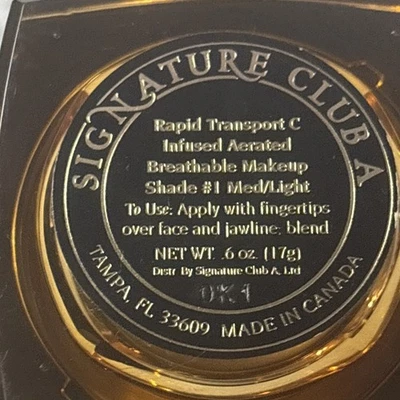 SIGNATURE CLUB A
Rapid Transport C
Infused Aerated
Breathable Makeup
Shade #1 Med/Light
To Use: Apply with fingertips
over face and jawline; blend
NET WT. .6 oz. (17g)
Distr By Signature Club A, Ltd
TAMPA, FL 33609 MADE IN CANADA